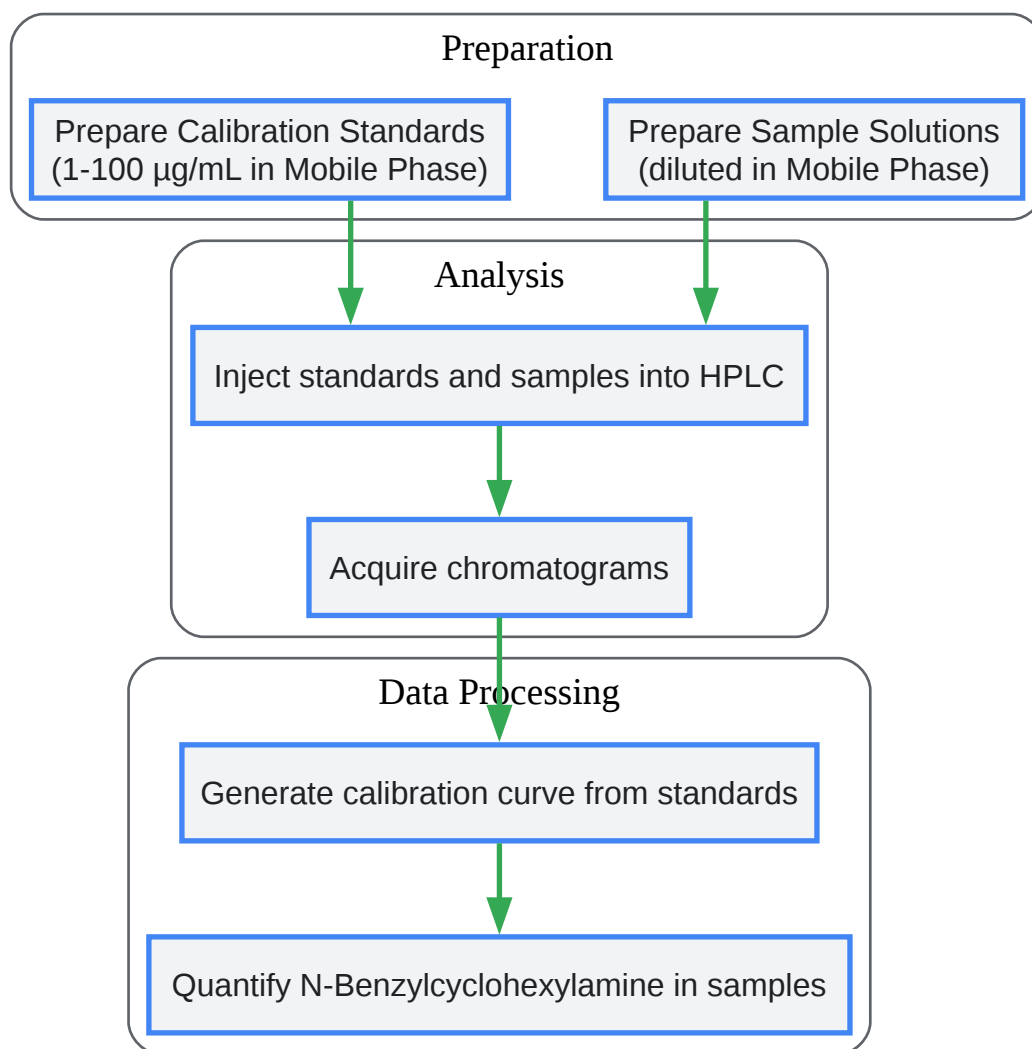 Preparation
Prepare Calibration Standards
(1-100 µg/mL in Mobile Phase)
Prepare Sample Solutions
(diluted in Mobile Phase)
Analysis
Inject standards and samples into HPLC
Acquire chromatograms
Data Processing
Generate calibration curve from standards
Quantify N-Benzylcyclohexylamine in samples